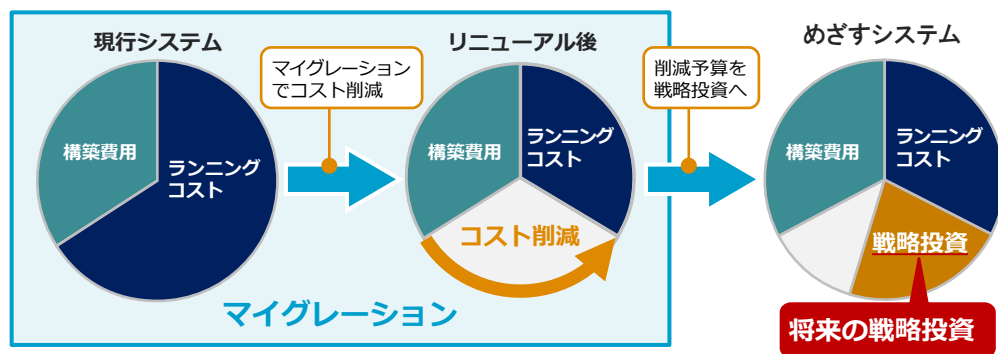 現行システム
構築費用
ランニング
コスト
マイグレーション
でコスト削減
リニューアル後
構築費用
ランニング
コスト
コスト削減
マイグレーション
削減予算を
戦略投資へ
めざすシステム
構築費用
ランニング
コスト
戦略投資
将来の戦略投資